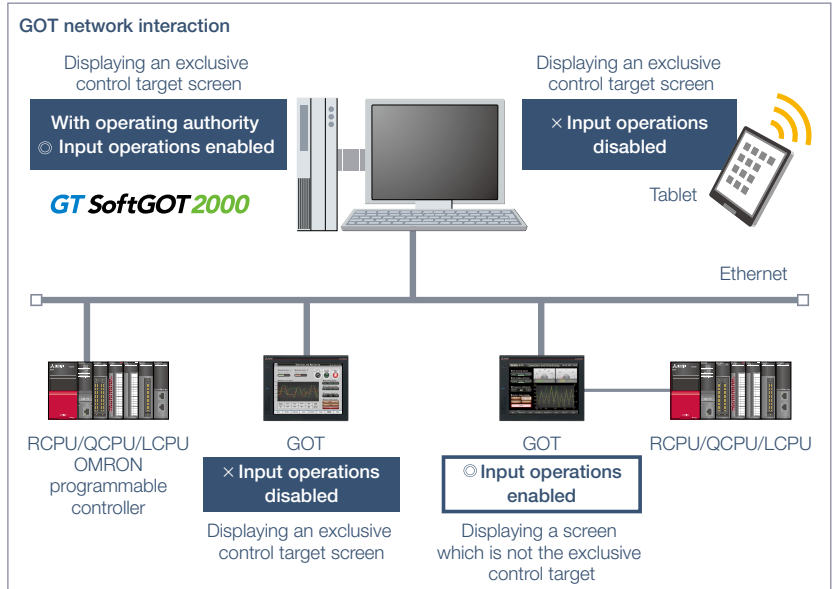 GOT network interaction
Displaying an exclusive
control target screen
With operating authority
◎ Input operations enabled
GT SoftGOT2000
Displaying an exclusive
control target screen
× Input operations
disabled
Tablet
Ethernet
RCPU/QCPU/LCPU
OMRON
programmable
controller
GOT
× Input operations
disabled
Displaying an exclusive
control target screen
GOT
◎ Input operations
enabled
Displaying a screen
which is not the exclusive
control target
RCPU/QCPU/LCPU